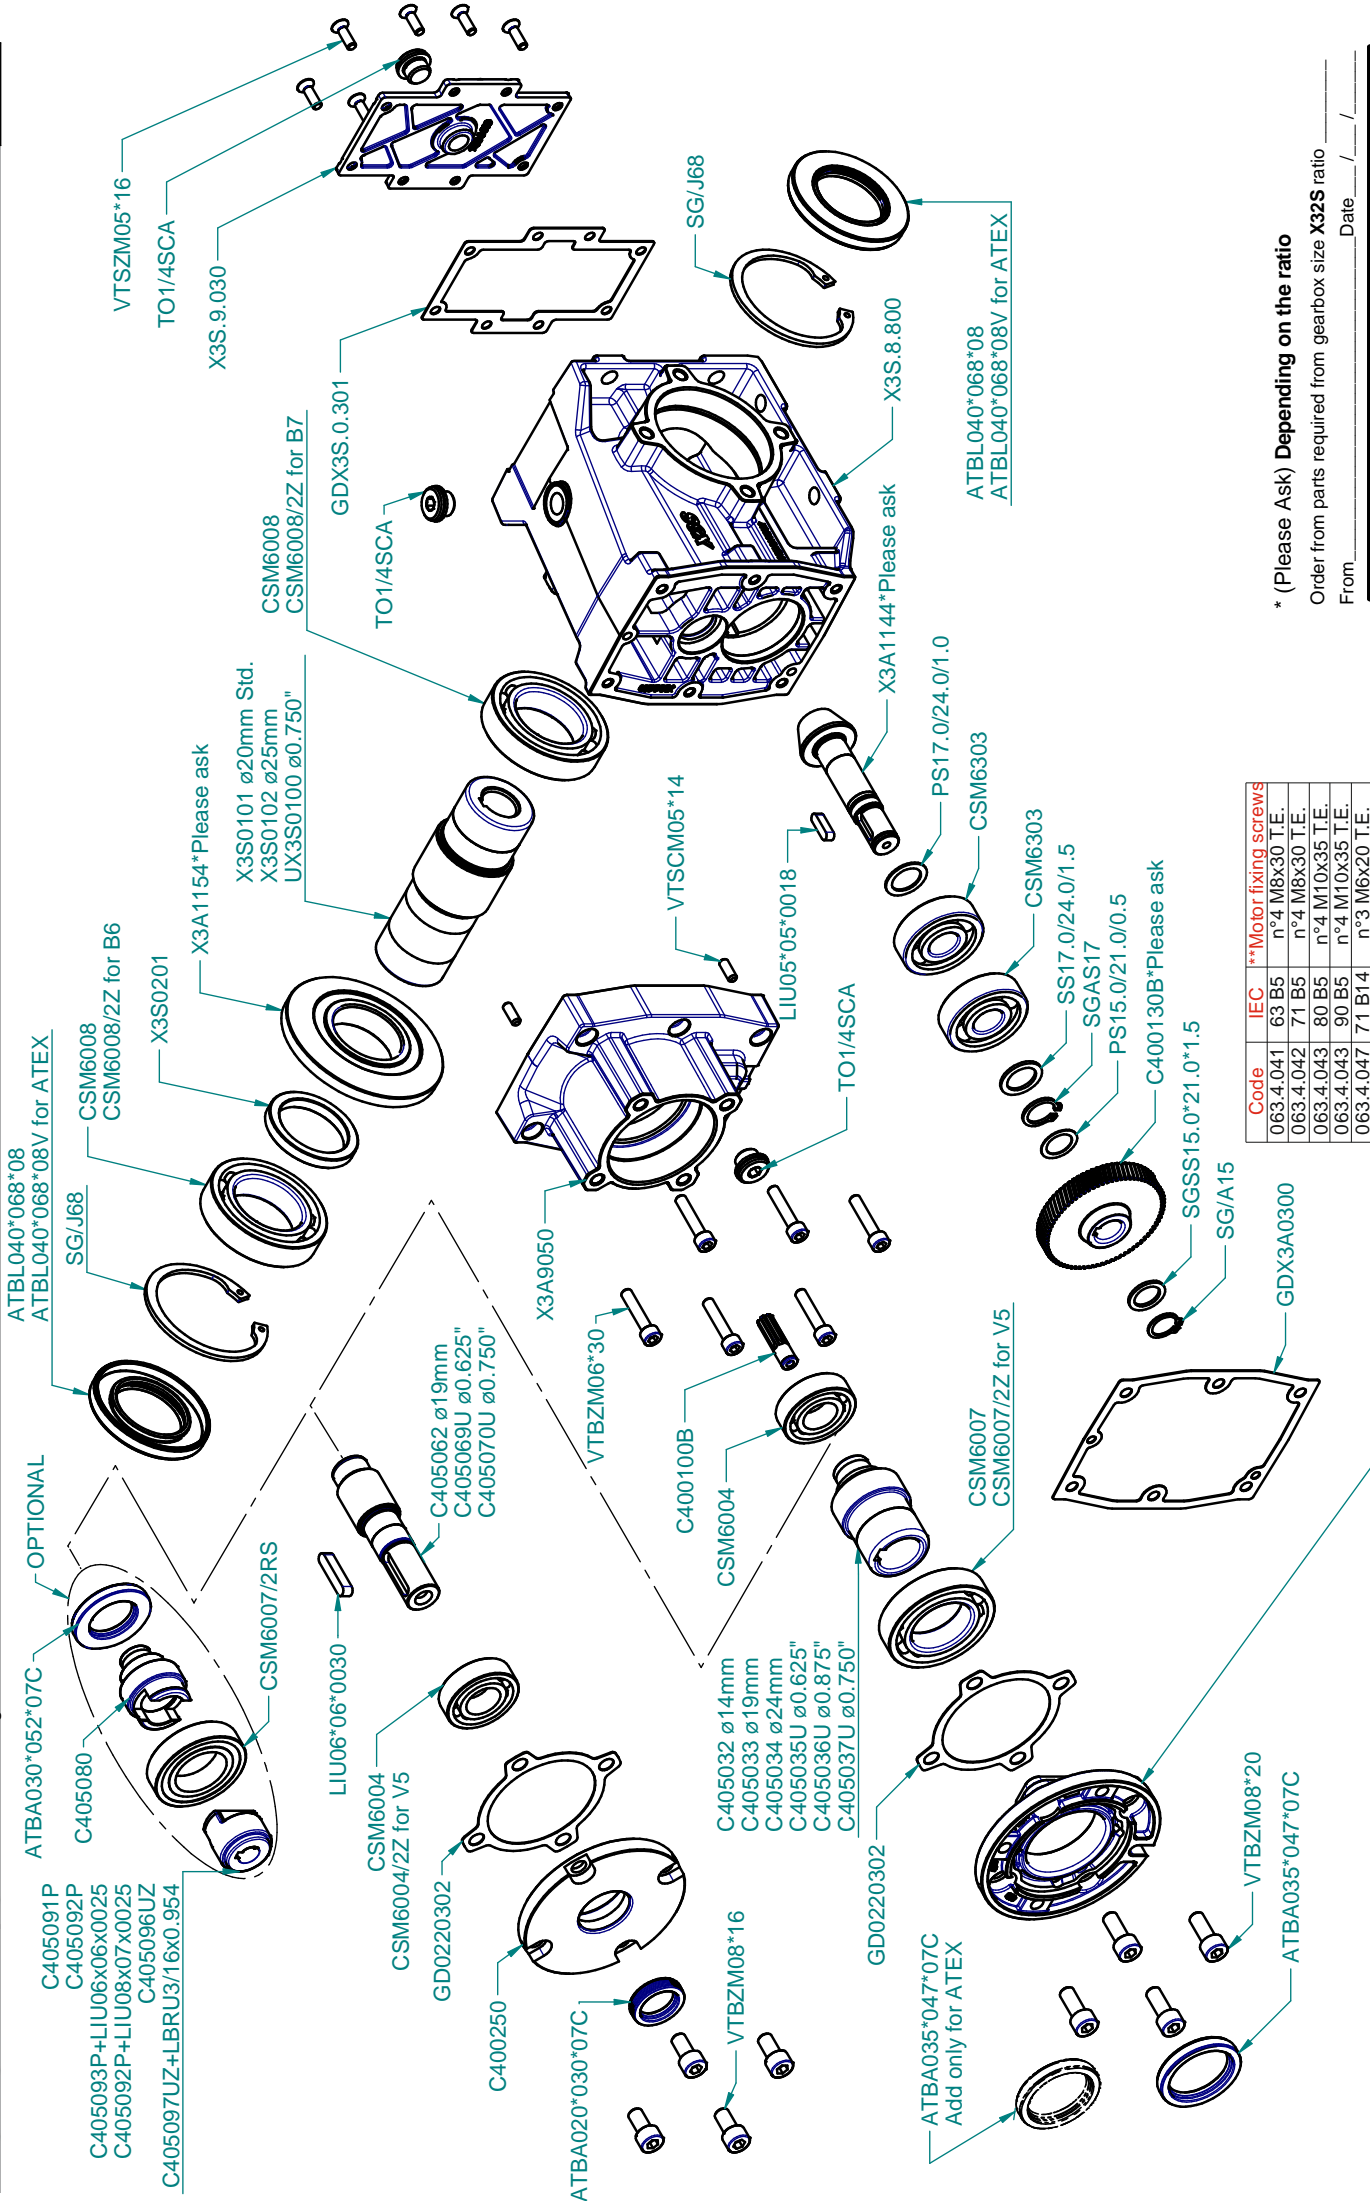 VTSZM05*16
TO1/4SCA
X3S.9.030
GDX3S.0.301
CSM6008
CSM6008/2Z for B7
TO1/4SCA
SG/J68
X3S.8.800
ATBL040*068*08
ATBL040*068*08V for ATEX
X3S0101 ø20mm Std.
X3S0102 ø25mm
UX3S0100 ø0.750"
X3A1154*Please ask
CSM6008
CSM6008/2Z for B6
X3S0201
ATBL040*068*08
ATBL040*068*08V for ATEX
SG/J68
VTSCM05*14
X3A1144*Please ask
LIU05*05*0018
PS17.0/24.0/1.0
CSM6303
CSM6303
SS17.0/24.0/1.5
SGAS17
PS15.0/21.0/0.5
C400130B*Please ask
SGSS15.0*21.0*1.5
SG/A15
GDX3A0300
TO1/4SCA
X3A9050
VTBZM06*30
C400100B
CSM6004
CSM6007
CSM6007/2Z for V5
C405062 ø19mm
C405069U ø0.625"
C405070U ø0.750"
OPTIONAL
ATBA030*052*07C
C405080
CSM6007/2RS
C405091P
C405092P
C405093P+LIU06x06x0025
C405092P+LIU08x07x0025
C405096UZ
C405097UZ+LBRU3/16x0.954
LIU06*06*0030
CSM6004
CSM6004/2Z for V5
GD0220302
C400250
ATBA020*030*07C
VTBZM08*16
C405032 ø14mm
C405033 ø19mm
C405034 ø24mm
C405035U ø0.625"
C405036U ø0.875"
C405037U ø0.750"
GD0220302
ATBA035*047*07C
Add only for ATEX
VTBZM08*20
ATBA035*047*07C
Code IEC **Motor fixing screws
063.4.041 63 B5 n°4 M8x30 T.E.
063.4.042 71 B5 n°4 M8x30 T.E.
063.4.043 80 B5 n°4 M10x35 T.E.
063.4.043 90 B5 n°4 M10x35 T.E.
063.4.047 71 B14 n°3 M6x20 T.E.
* (Please Ask) Depending on the ratio
Order from parts required from gearbox size X32S ratio ______
From______________________Date___/___/______